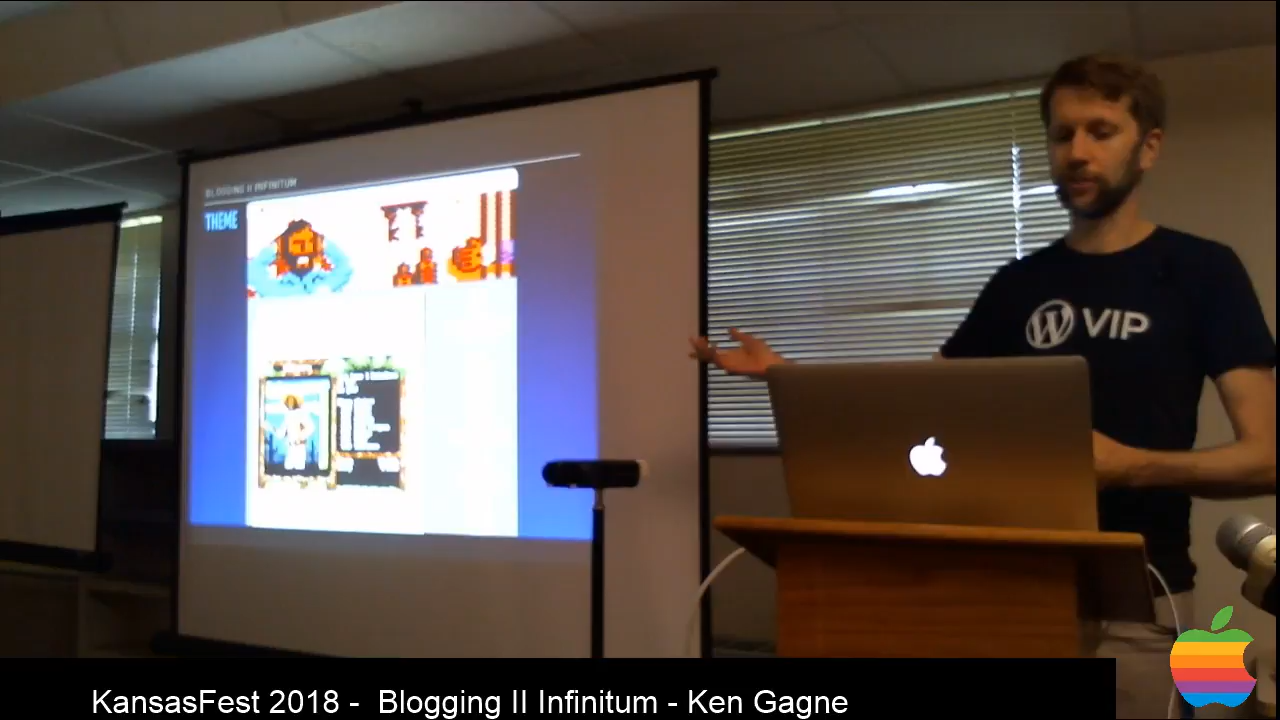 BLOGGING II INFINITUM
THEME
VIP
KansasFest 2018 - Blogging II Infinitum - Ken Gagne